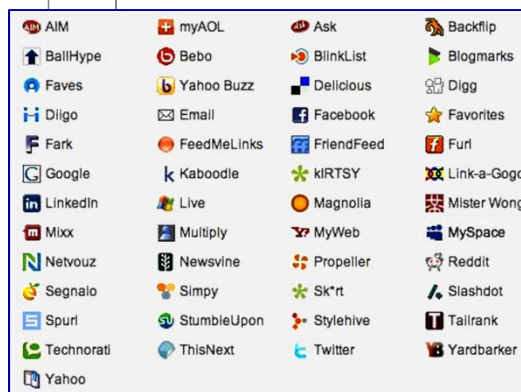 AIM myAOL Ask Backflip
BallHype Bebo BlinkList Blogmarks
Faves Yahoo Buzz Delicious Digg
Diigo Email Facebook Favorites
Fark FeedMeLinks FriendFeed Furl
Google Kaboodle kIRTSY Link-a-Gogo
LinkedIn Live Magnolia Mister Wong
Mixx Multiply MyWeb MySpace
Netvouz Newsvine Propeller Reddit
Segnalo Simpy Sk*rt Slashdot
Spurl StumbleUpon Stylehive Tailrank
Technorati ThisNext Twitter Yardbarker
Yahoo